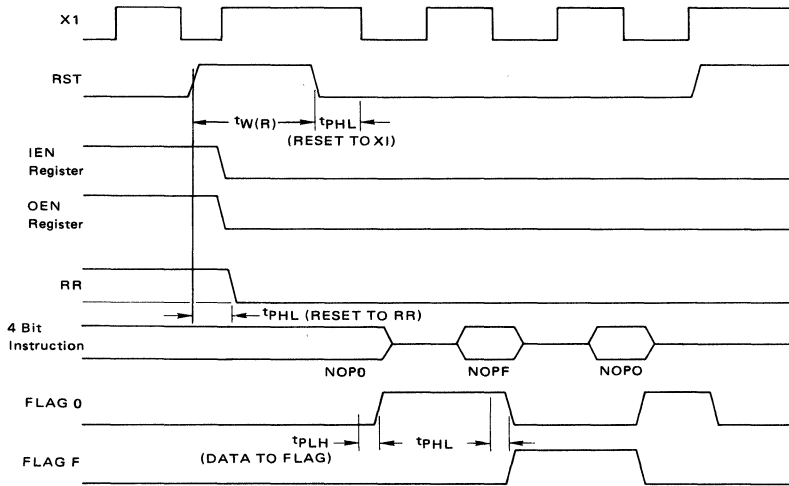 X1
RST
tW(R)
tPHL
(RESET TO XI)
IEN
Register
OEN
Register
RR
tPHL (RESET TO RR)
4 Bit
Instruction
NOP0
NOPF
NOPO
FLAG 0
tPLH
tPHL
(DATA TO FLAG)
FLAG F